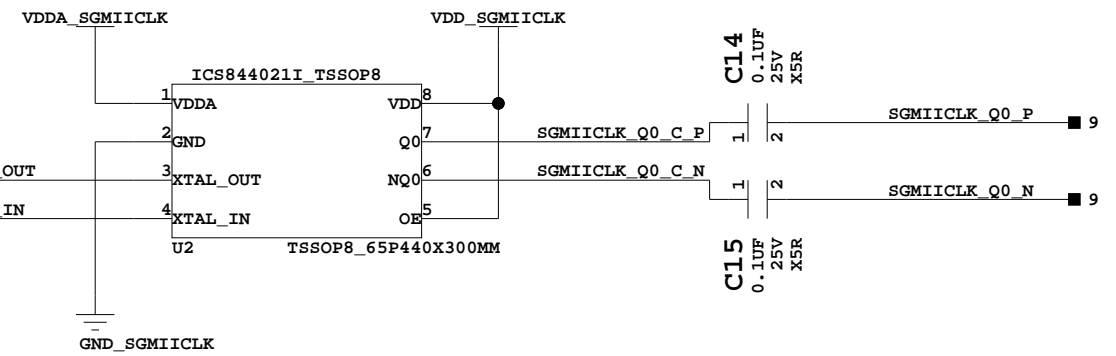 VDDA_SGMIICLK
VDD_SGMIICLK
ICS844021I_TSSOP8
1 VDDA
VDD 8
2 GND
Q0 7
3 XTAL_OUT
NQ0 6
4 XTAL_IN
OE 5
U2
TSSOP8_65P440X300MM
OUT
IN
GND_SGMIICLK
SGMIICLK_Q0_C_P
SGMIICLK_Q0_C_N
C14
0.1UF
25V
X5R
1 2
SGMIICLK_Q0_P
9
1 2
SGMIICLK_Q0_N
9
C15
0.1UF
25V
X5R